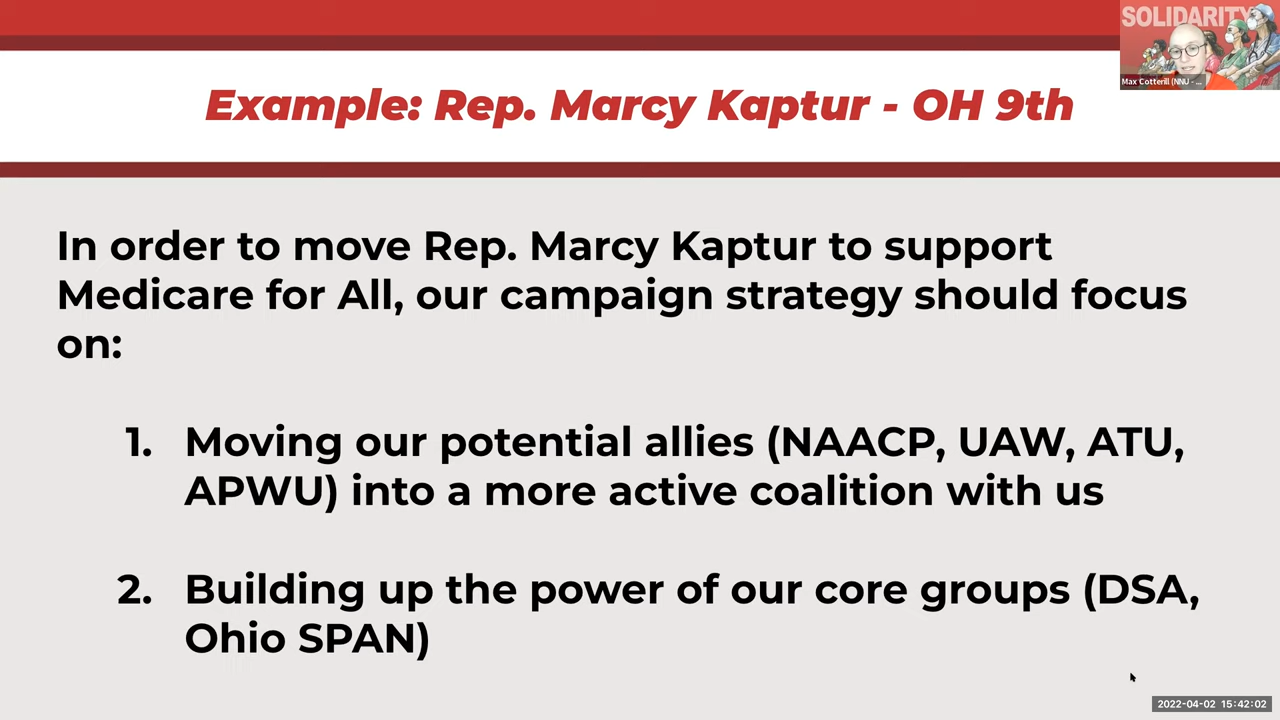 SOLIDARITY
Max Cotterill (NNU - ...
Example: Rep. Marcy Kaptur - OH 9th
In order to move Rep. Marcy Kaptur to support
Medicare for All, our campaign strategy should focus
on:
1. Moving our potential allies (NAACP, UAW, ATU,
APWU) into a more active coalition with us
2. Building up the power of our core groups (DSA,
Ohio SPAN)
2022-04-02 15:42:02